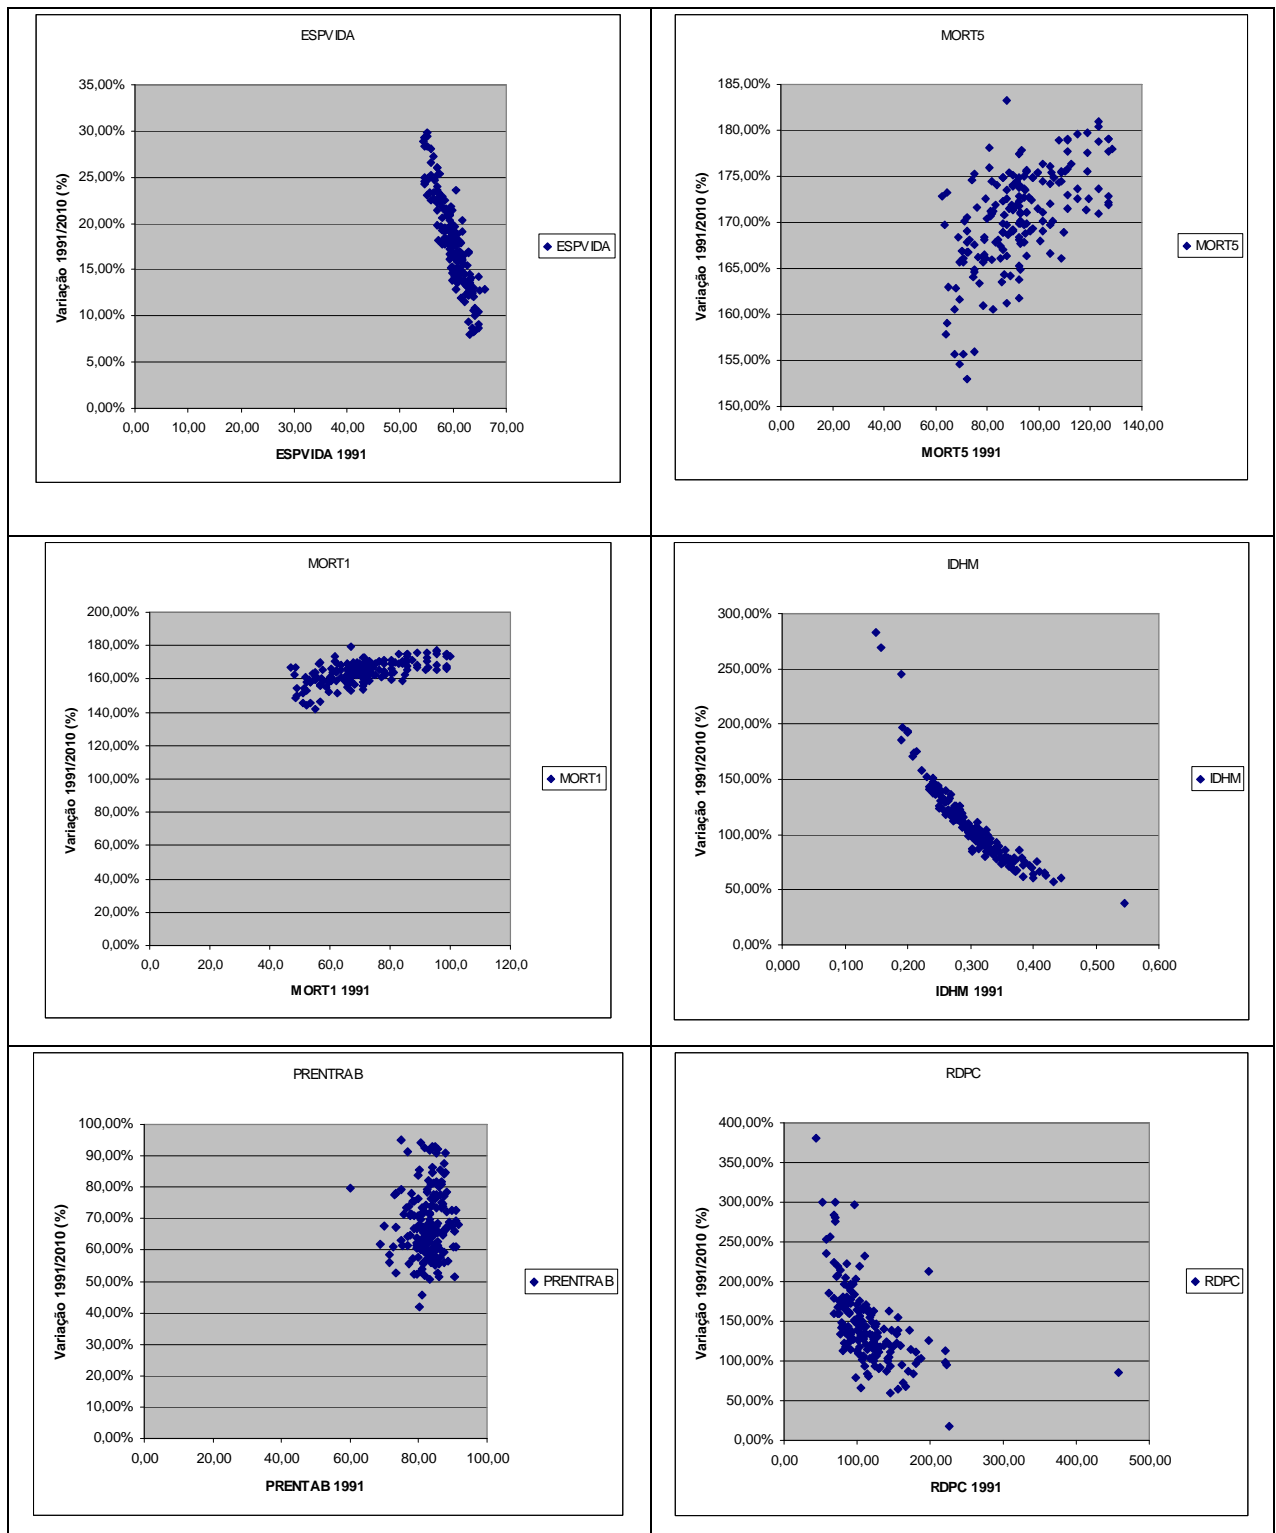 ESPVIDA
Variação 1991/2010 (%)
35,00%
30,00%
25,00%
20,00%
15,00%
10,00%
5,00%
0,00%
0,00 10,00 20,00 30,00 40,00 50,00 60,00 70,00
ESPVIDA 1991
ESPVIDA
MORT5
Variação 1991/2010 (%)
185,00%
180,00%
175,00%
170,00%
165,00%
160,00%
155,00%
150,00%
0,00 20,00 40,00 60,00 80,00 100,00 120,00 140,00
MORT5 1991
MORT5
MORT1
Variação 1991/2010 (%)
200,00%
180,00%
160,00%
140,00%
120,00%
100,00%
80,00%
60,00%
40,00%
20,00%
0,00%
0,0 20,0 40,0 60,0 80,0 100,0 120,0
MORT1 1991
MORT1
IDHM
Variação 1991/2010 (%)
300,00%
250,00%
200,00%
150,00%
100,00%
50,00%
0,00%
0,000 0,100 0,200 0,300 0,400 0,500 0,600
IDHM 1991
IDHM
PRENTRAB
Variação 1991/2010 (%)
100,00%
90,00%
80,00%
70,00%
60,00%
50,00%
40,00%
30,00%
20,00%
10,00%
0,00%
0,00 20,00 40,00 60,00 80,00 100,00
PRENTAB 1991
PRENTRAB
RDPC
Variação 1991/2010 (%)
400,00%
350,00%
300,00%
250,00%
200,00%
150,00%
100,00%
50,00%
0,00%
0,00 100,00 200,00 300,00 400,00 500,00
RDPC 1991
RDPC